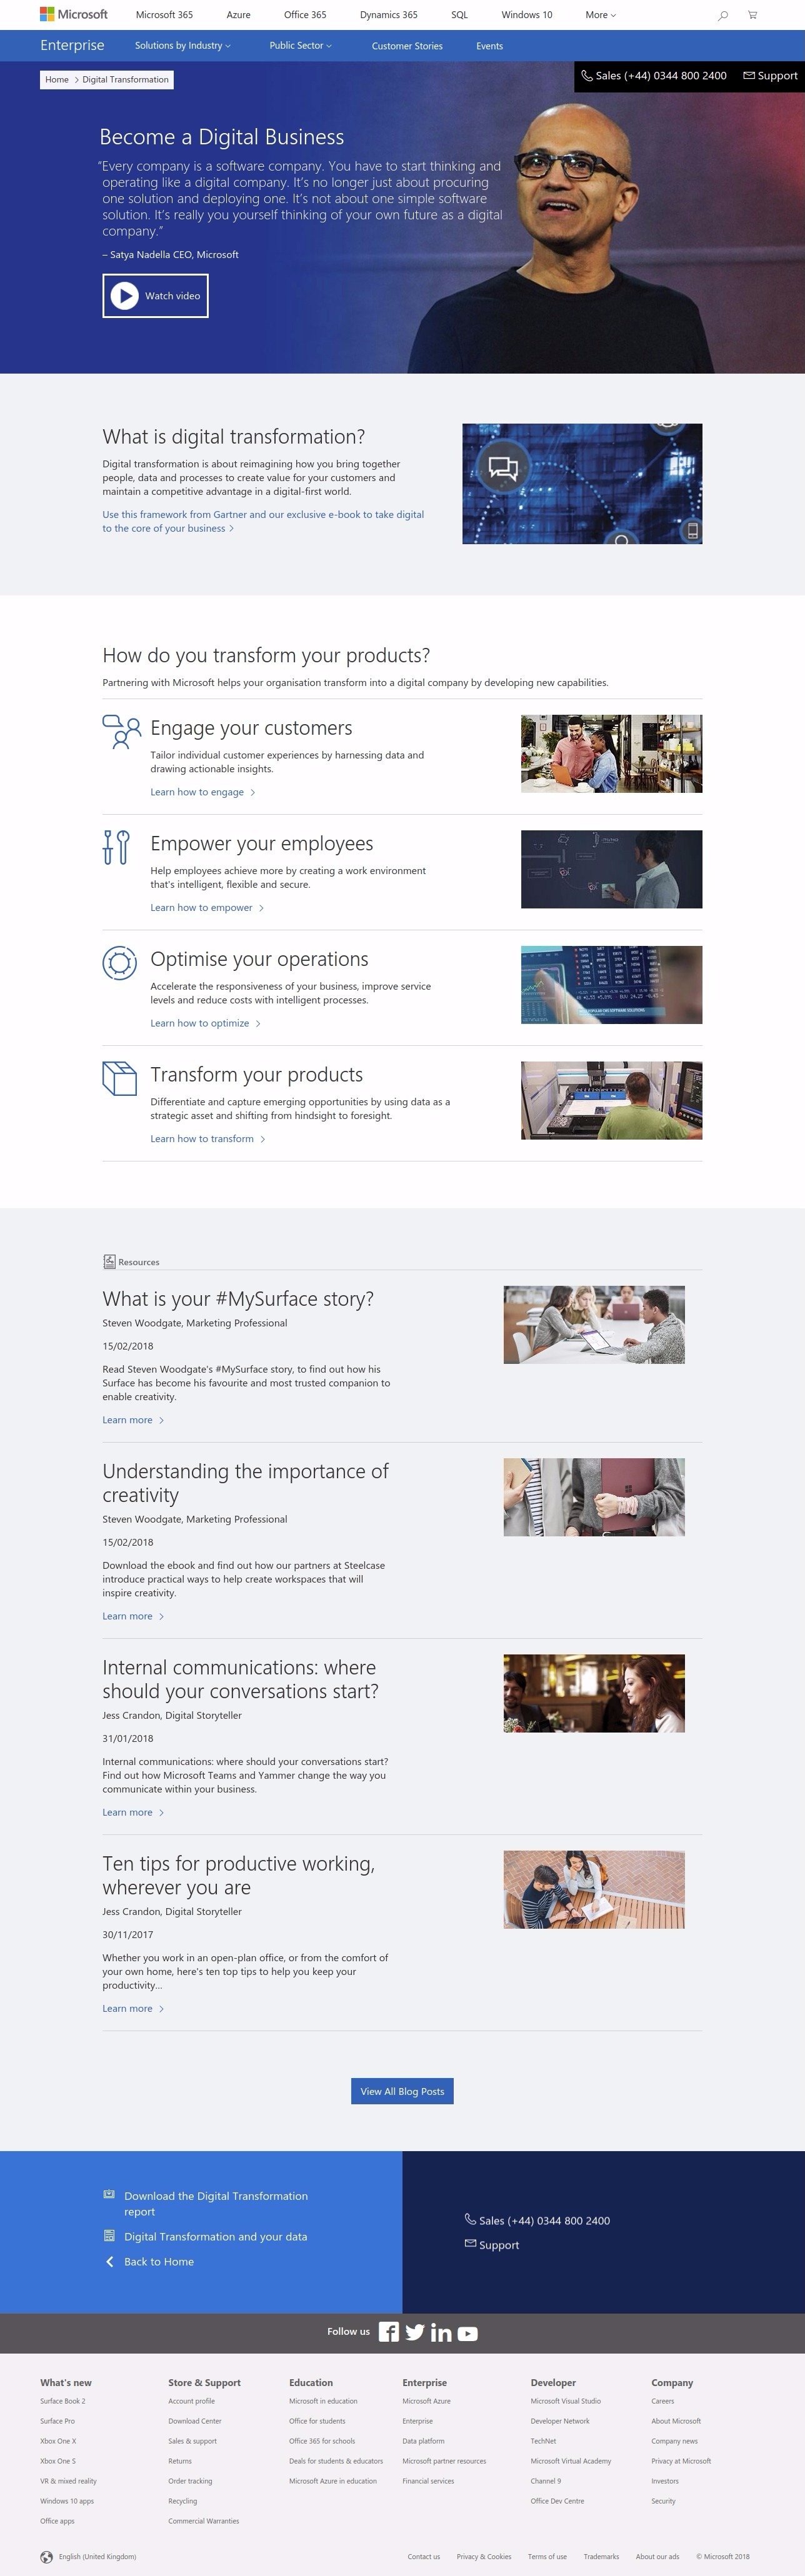 Microsoft
Microsoft 365
Azure
Office 365
Dynamics 365
SQL
Windows 10
More
Enterprise
Solutions by Industry
Public Sector
Customer Stories
Events
Home > Digital Transformation
Sales (+44) 0344 800 2400
Support
Become a Digital Business
“Every company is a software company. You have to start thinking and
operating like a digital company. It’s no longer just about procuring
one solution and deploying one. It’s not about one simple software
solution. It’s really you yourself thinking of your own future as a digital
company.”
– Satya Nadella CEO, Microsoft
Watch video
What is digital transformation?
Digital transformation is about reimagining how you bring together
people, data and processes to create value for your customers and
maintain a competitive advantage in a digital-first world.
Use this framework from Gartner and our exclusive e-book to take digital
to the core of your business >
How do you transform your products?
Partnering with Microsoft helps your organisation transform into a digital company by developing new capabilities.
Engage your customers
Tailor individual customer experiences by harnessing data and
drawing actionable insights.
Learn how to engage >
Empower your employees
Help employees achieve more by creating a work environment
that's intelligent, flexible and secure.
Learn how to empower >
Optimise your operations
Accelerate the responsiveness of your business, improve service
levels and reduce costs with intelligent processes.
Learn how to optimize >
Transform your products
Differentiate and capture emerging opportunities by using data as a
strategic asset and shifting from hindsight to foresight.
Learn how to transform >
Resources
What is your #MySurface story?
Steven Woodgate, Marketing Professional
15/02/2018
Read Steven Woodgate's #MySurface story, to find out how his
Surface has become his favourite and most trusted companion to
enable creativity.
Learn more >
Understanding the importance of
creativity
Steven Woodgate, Marketing Professional
15/02/2018
Download the ebook and find out how our partners at Steelcase
introduce practical ways to help create workspaces that will
inspire creativity.
Learn more >
Internal communications: where
should your conversations start?
Jess Crandon, Digital Storyteller
31/01/2018
Internal communications: where should your conversations start?
Find out how Microsoft Teams and Yammer change the way you
communicate within your business.
Learn more >
Ten tips for productive working,
wherever you are
Jess Crandon, Digital Storyteller
30/11/2017
Whether you work in an open-plan office, or from the comfort of
your own home, here's ten top tips to help you keep your
productivity...
Learn more >
View All Blog Posts
Download the Digital Transformation
report
Digital Transformation and your data
Back to Home
Sales (+44) 0344 800 2400
Support
Follow us
What's new
Surface Book 2
Surface Pro
Xbox One X
Xbox One S
VR & mixed reality
Windows 10 apps
Office apps
Store & Support
Account profile
Download Center
Sales & support
Returns
Order tracking
Recycling
Commercial Warranties
Education
Microsoft in education
Office for students
Office 365 for schools
Deals for students & educators
Microsoft Azure in education
Enterprise
Microsoft Azure
Enterprise
Data platform
Microsoft partner resources
Financial services
Developer
Microsoft Visual Studio
Developer Network
TechNet
Microsoft Virtual Academy
Channel 9
Office Dev Centre
Company
Careers
About Microsoft
Company news
Privacy at Microsoft
Investors
Security
English (United Kingdom)
Contact us
Privacy & Cookies
Terms of use
Trademarks
About our ads
© Microsoft 2018